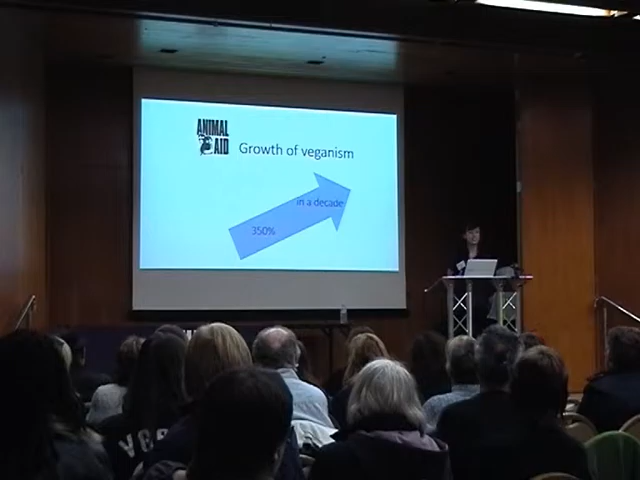 ANIMAL
AID
Growth of veganism
in a decade
350%